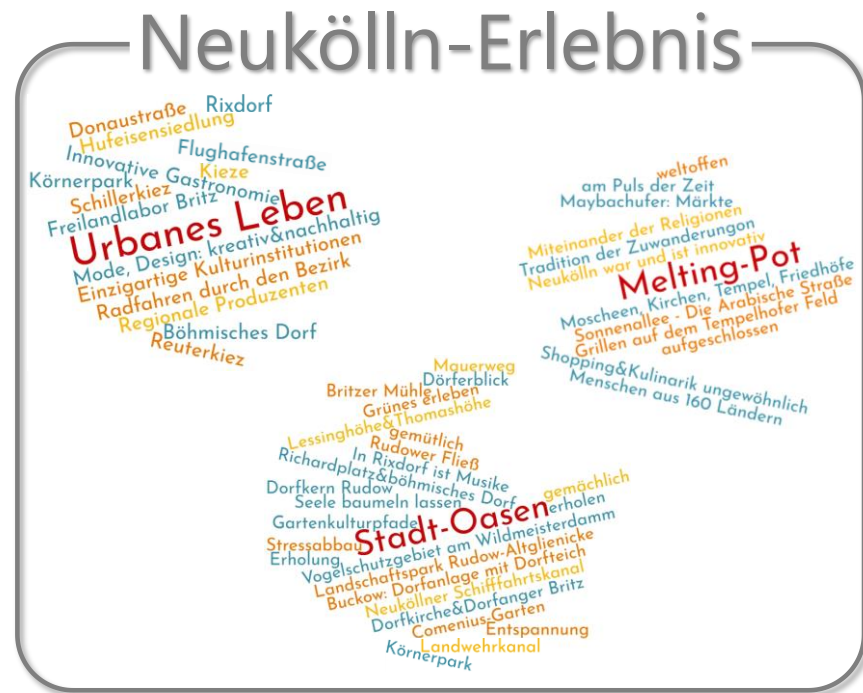 Neukölln-Erlebnis
Donaustraße
Rixdorf
Hufeisensiedlung
Innovative Gastronomie
Flughafenstraße
Körnerpark
Kieze
Schillerkiez
Freilandlabor Britz
Urbanes Leben
Mode, Design: kreativ&nachhaltig
Einzigartige Kulturinstitutionen
Radfahren durch den Bezirk
Regionale Produzenten
Böhmisches Dorf
Reuterkiez
weltoffen
am Puls der Zeit
Maybachufer: Märkte
Miteinander der Religionen
Tradition der Zuwanderungen
Neukölln war und ist innovativ
Melting-Pot
Moscheen, Kirchen, Tempel, Friedhöfe
Sonnenallee - Die Arabische Straße
Grillen auf dem Tempelhofer Feld
aufgeschlossen
Shopping&Kulinarik ungewöhnlich
Menschen aus 160 Ländern
Mauerweg
Dörferblick
Britzer Mühle
Grünes erleben
Lessinghöhe&Thomashöhe
gemütlich
Rudower Fließ
In Rixdorf ist Musike
Richardplatz&böhmisches Dorf
Dorfkern Rudow
Seele baumeln lassen
gemächlich
erholen
Gartenkulturpfade
Stadt-Oasen
Stressabbau
Erholung
Vogelschutzgebiet am Wildmeisterdamm
Landschaftspark Rudow-Altglienicke
Buckow: Dorfanlage mit Dorfteich
Neuköllner Schifffahrtskanal
Dorfkirche&Dorfanger Britz
Comenius-Garten
Entspannung
Landwehrkanal
Körnerpark